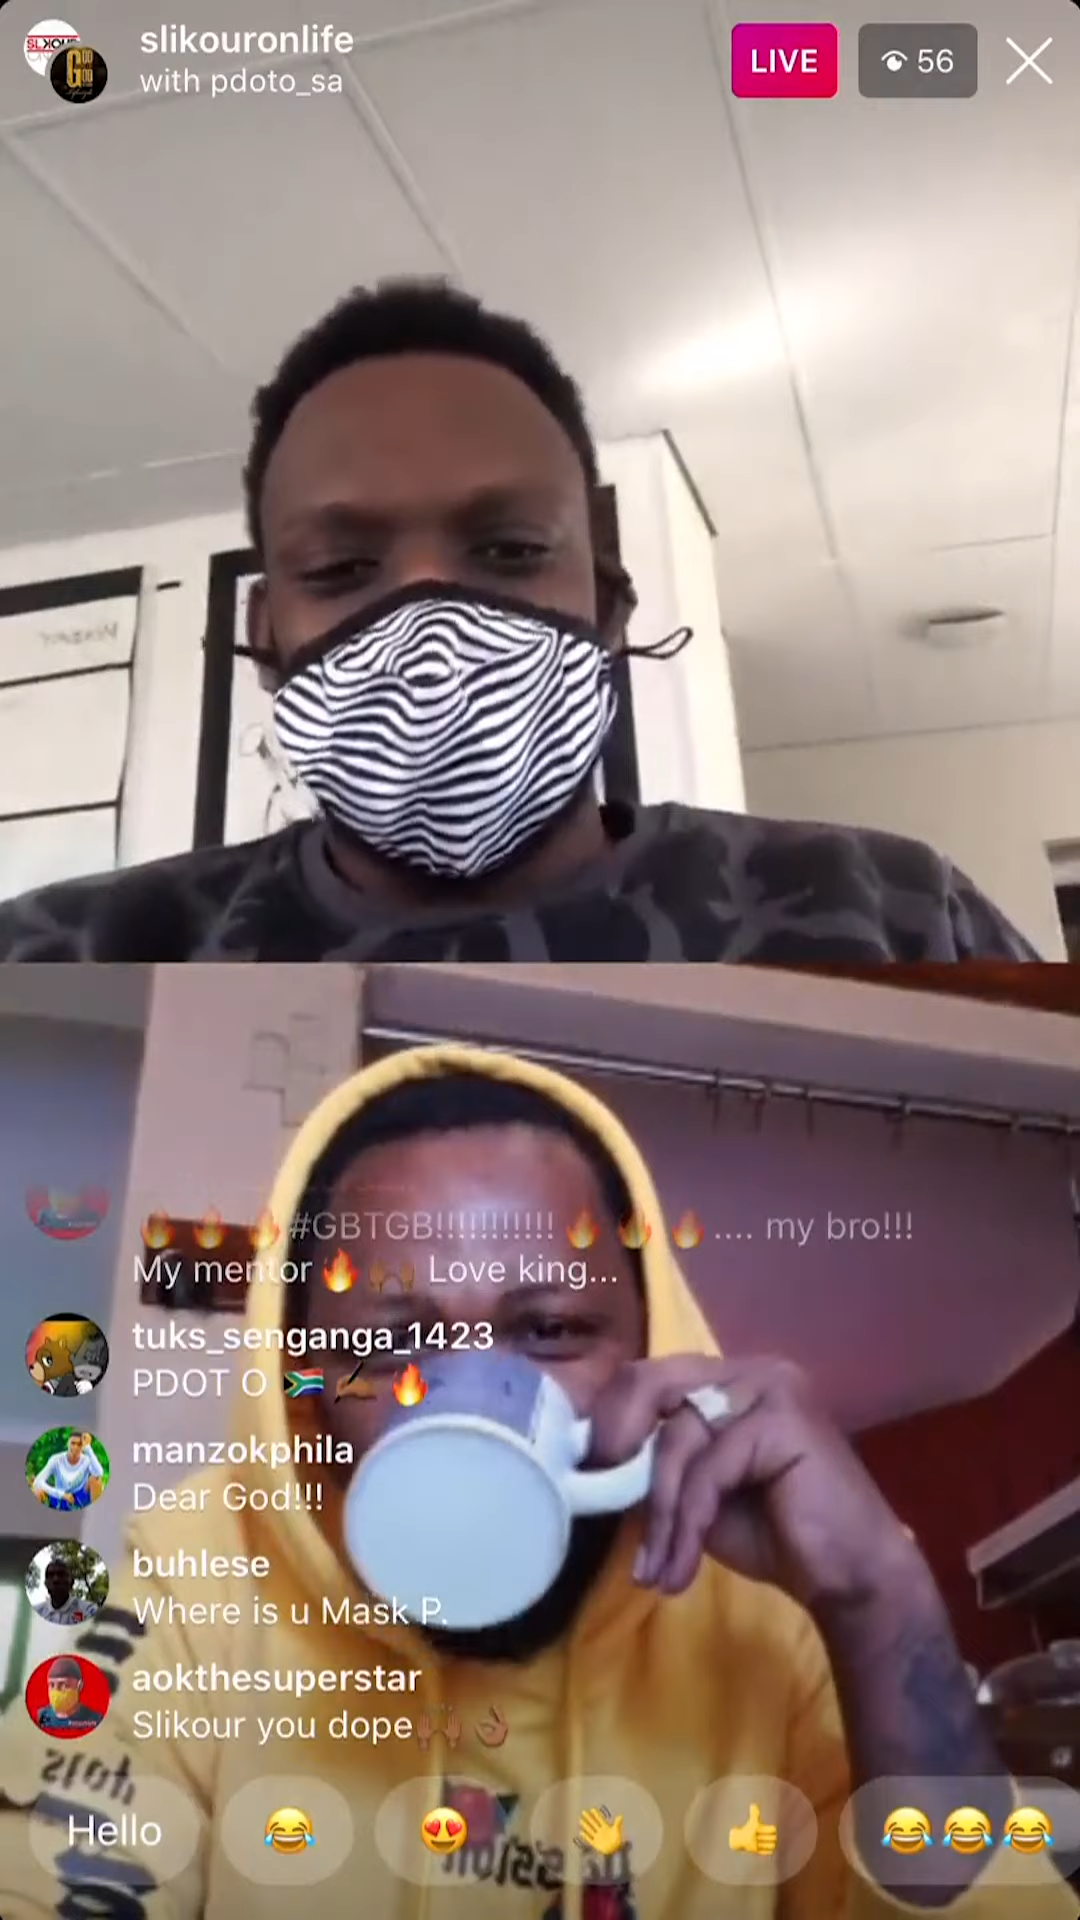 slikouronlife
with pdoto_sa
LIVE
56
🔥🔥🔥#GBTGB!!!!!!!!!!!🔥🔥🔥.... my bro!!!
My mentor🔥🙌🏾 Love king...
tuks_senganga_1423
PDOT O 🇿🇦✍🏾🔥
manzokphila
Dear God!!!
buhlese
Where is u Mask P.
aokthesuperstar
Slikour you dope🙌🏾👌🏾
Hello 😂 😍 👋 👍 😂😂😂